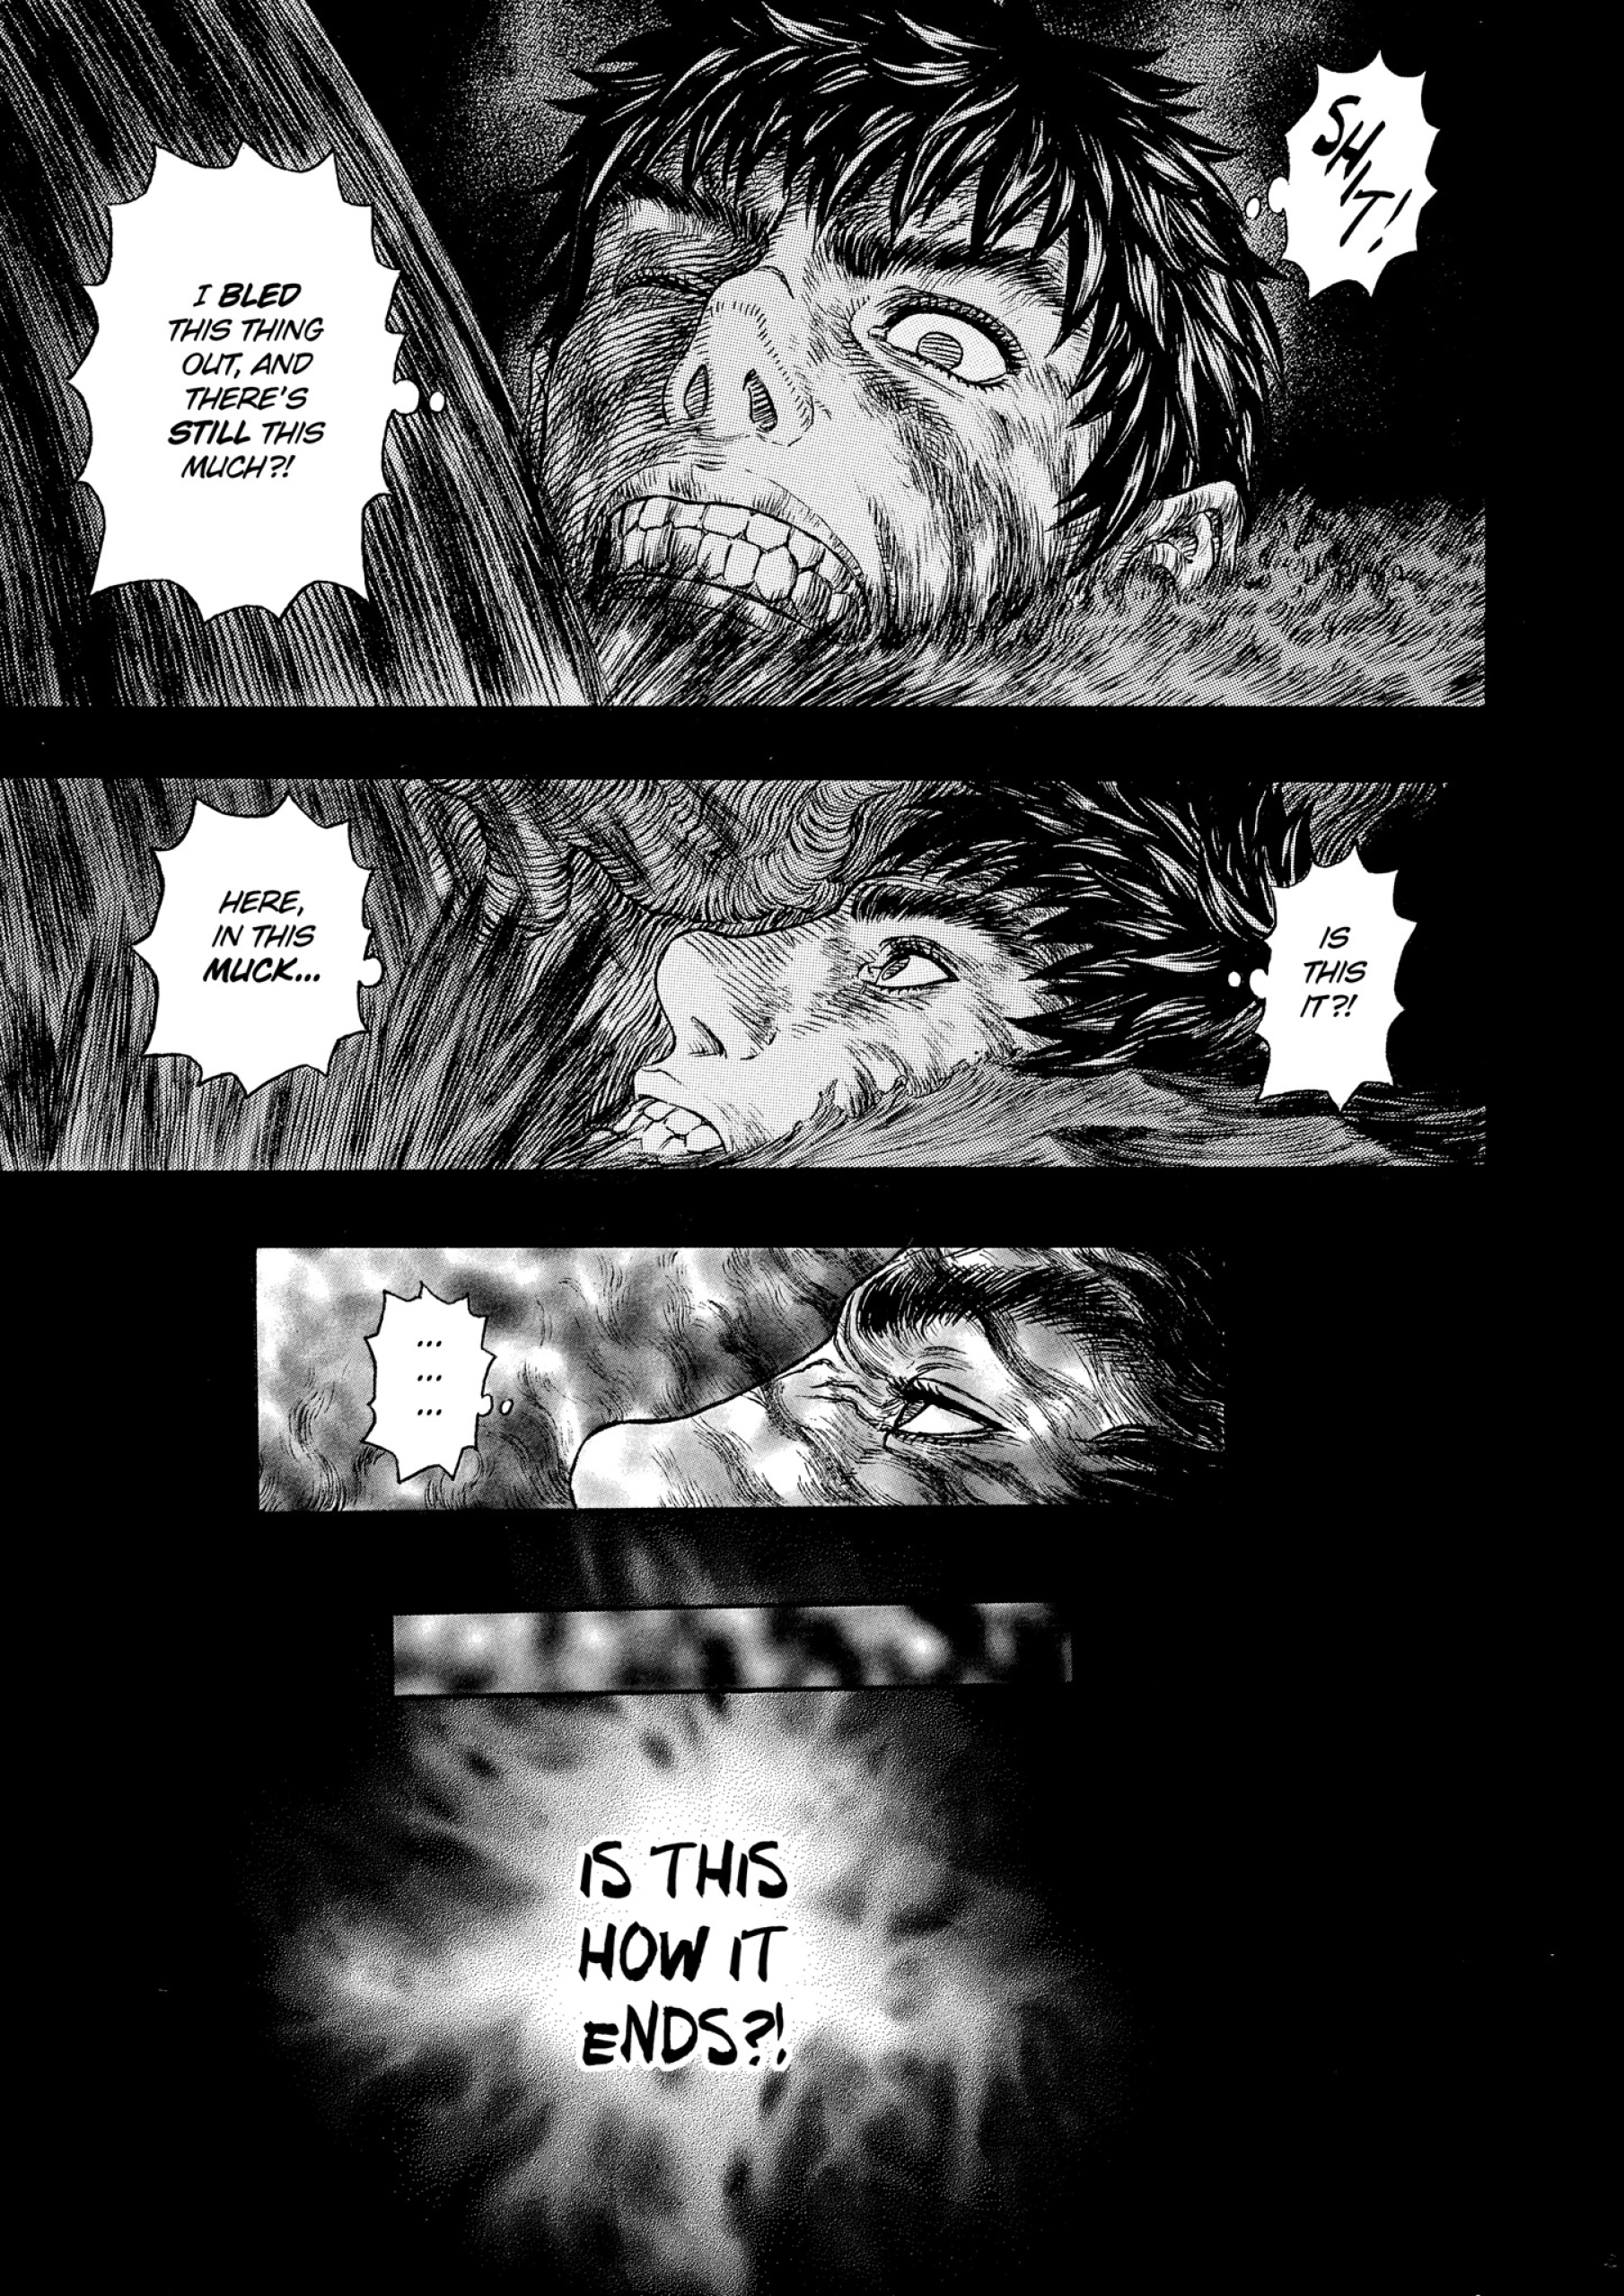 SHIT!
I BLED
THIS THING
OUT, AND
THERE'S
STILL THIS
MUCH?!
IS
THIS
IT?!
HERE,
IN THIS
MUCK...
...
...
...
IS THIS
HOW IT
ENDS?!